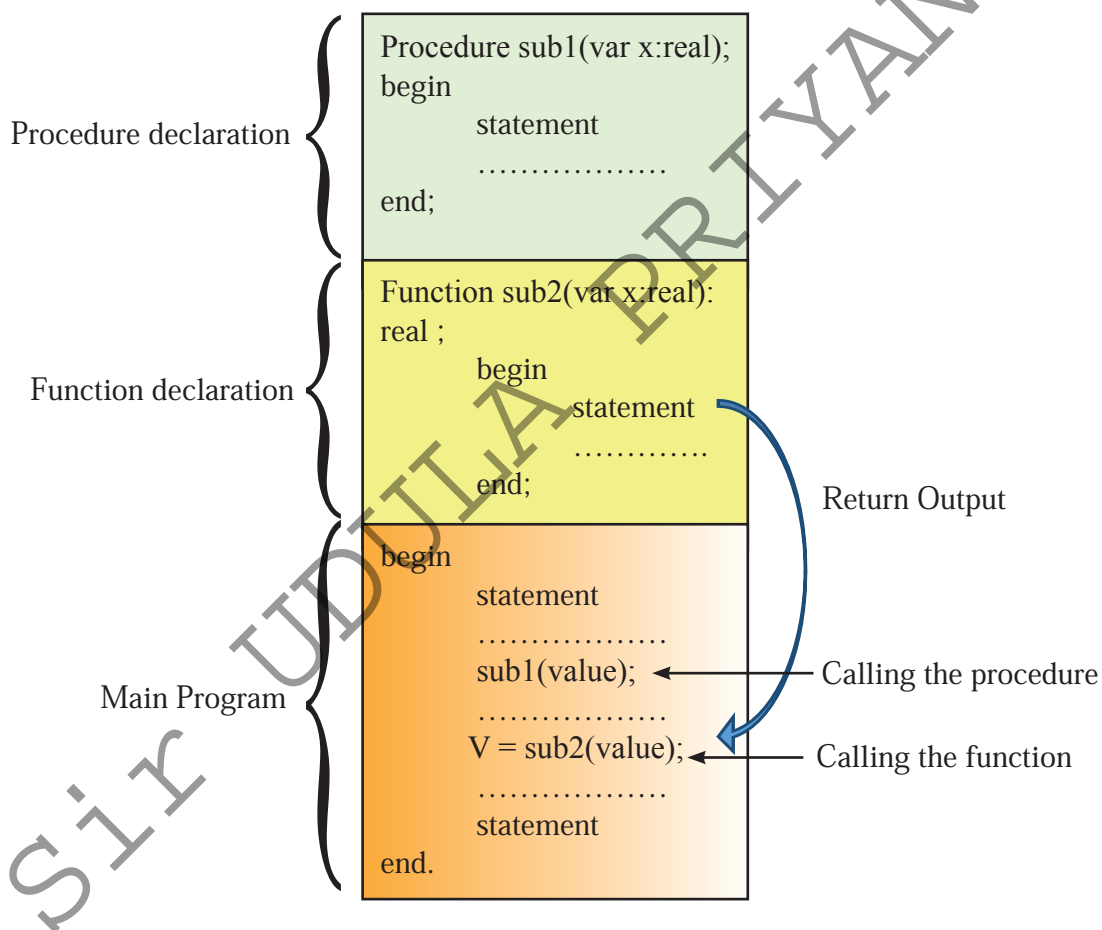 Procedure declaration
Procedure sub1(var x:real);
begin
statement
………………
end;
Function declaration
Function sub2(var x:real):
real ;
begin
statement
………….
end;
Return Output
Main Program
begin
statement
………………
sub1(value);
Calling the procedure
………………
V = sub2(value);
Calling the function
………………
statement
end.
Sir UDULA PRIYAN